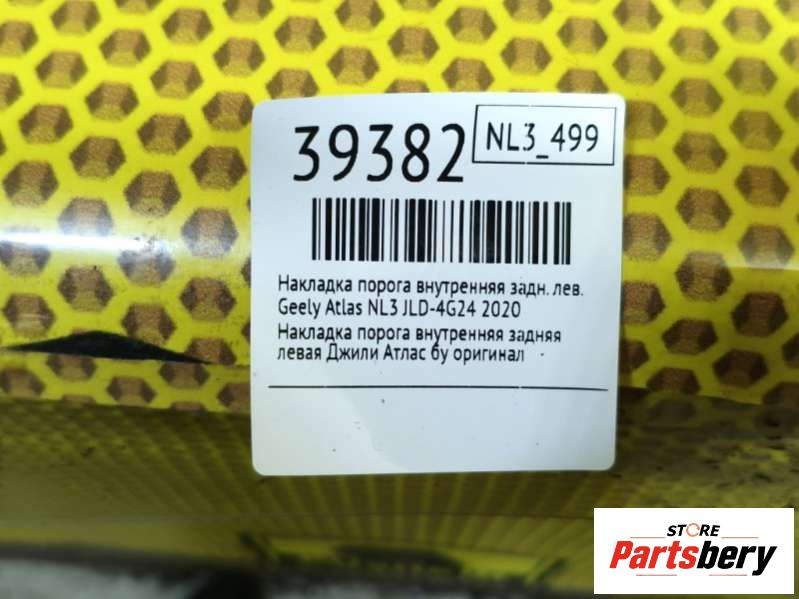 39382
NL3_499
Накладка порога внутренняя задн. лев.
Geely Atlas NL3 JLD-4G24 2020
Накладка порога внутренняя задняя
левая Джили Атлас бу оригинал
STORE
Partsbery